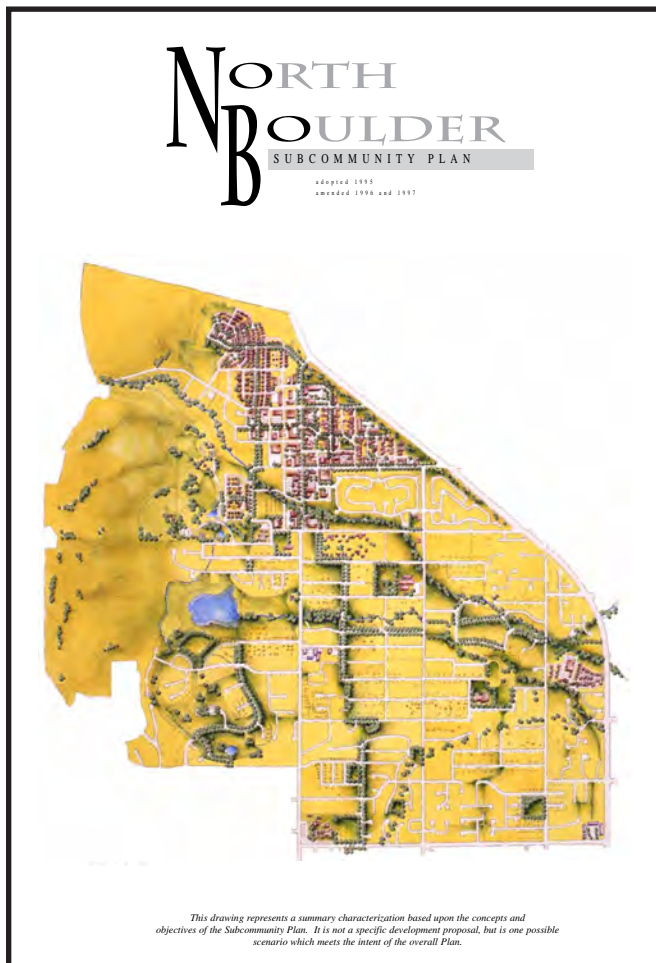 NORTH
BOULDER
SUBCOMMUNITY PLAN
adopted 1995
amended 1996 and 1997
This drawing represents a summary characterization based upon the concepts and
objectives of the Subcommunity Plan. It is not a specific development proposal, but is one possible
scenario which meets the intent of the overall Plan.